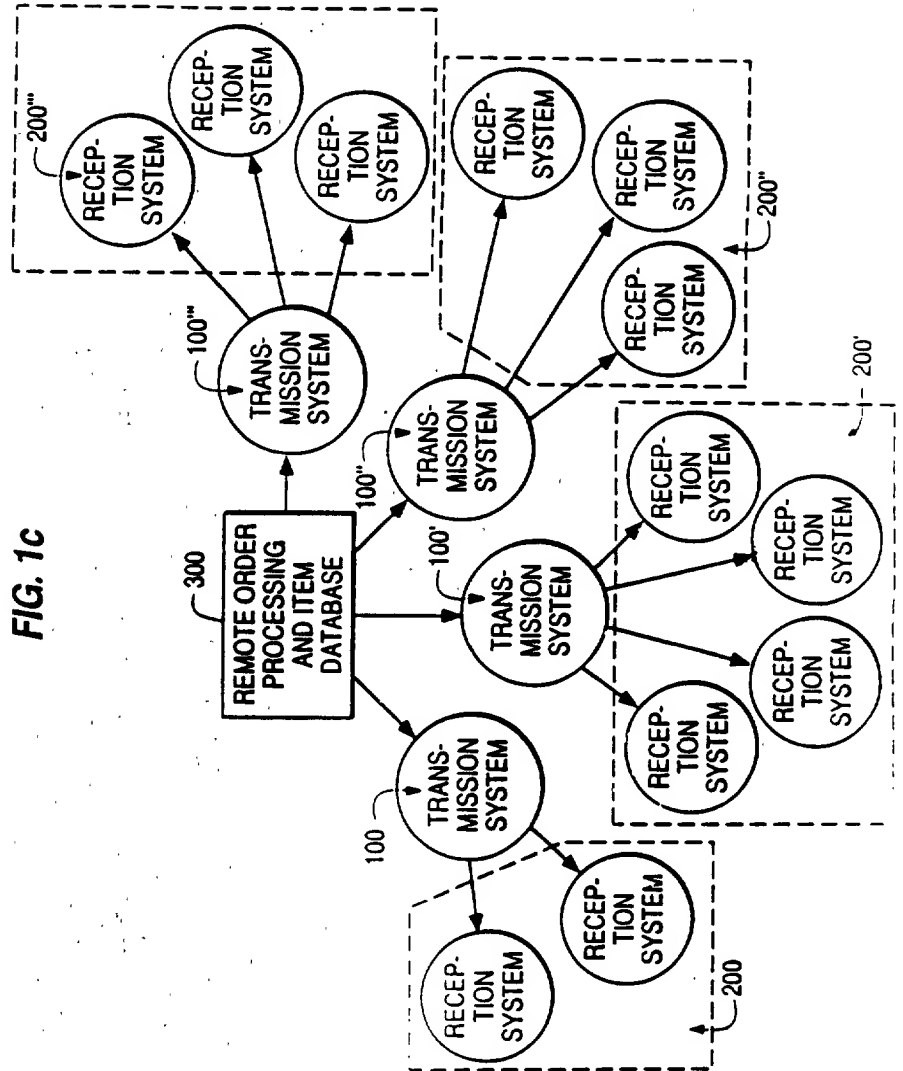 FIG. 1c
300
REMOTE ORDER
PROCESSING
AND ITEM
DATABASE
100
TRANS-
MISSION
SYSTEM
RECEP-
TION
SYSTEM
RECEP-
TION
SYSTEM
200
100'
TRANS-
MISSION
SYSTEM
RECEP-
TION
SYSTEM
RECEP-
TION
SYSTEM
RECEP-
TION
SYSTEM
RECEP-
TION
SYSTEM
200'
100"
TRANS-
MISSION
SYSTEM
RECEP-
TION
SYSTEM
RECEP-
TION
SYSTEM
RECEP-
TION
SYSTEM
200"
100"'
TRANS-
MISSION
SYSTEM
200"'
RECEP-
TION
SYSTEM
RECEP-
TION
SYSTEM
RECEP-
TION
SYSTEM